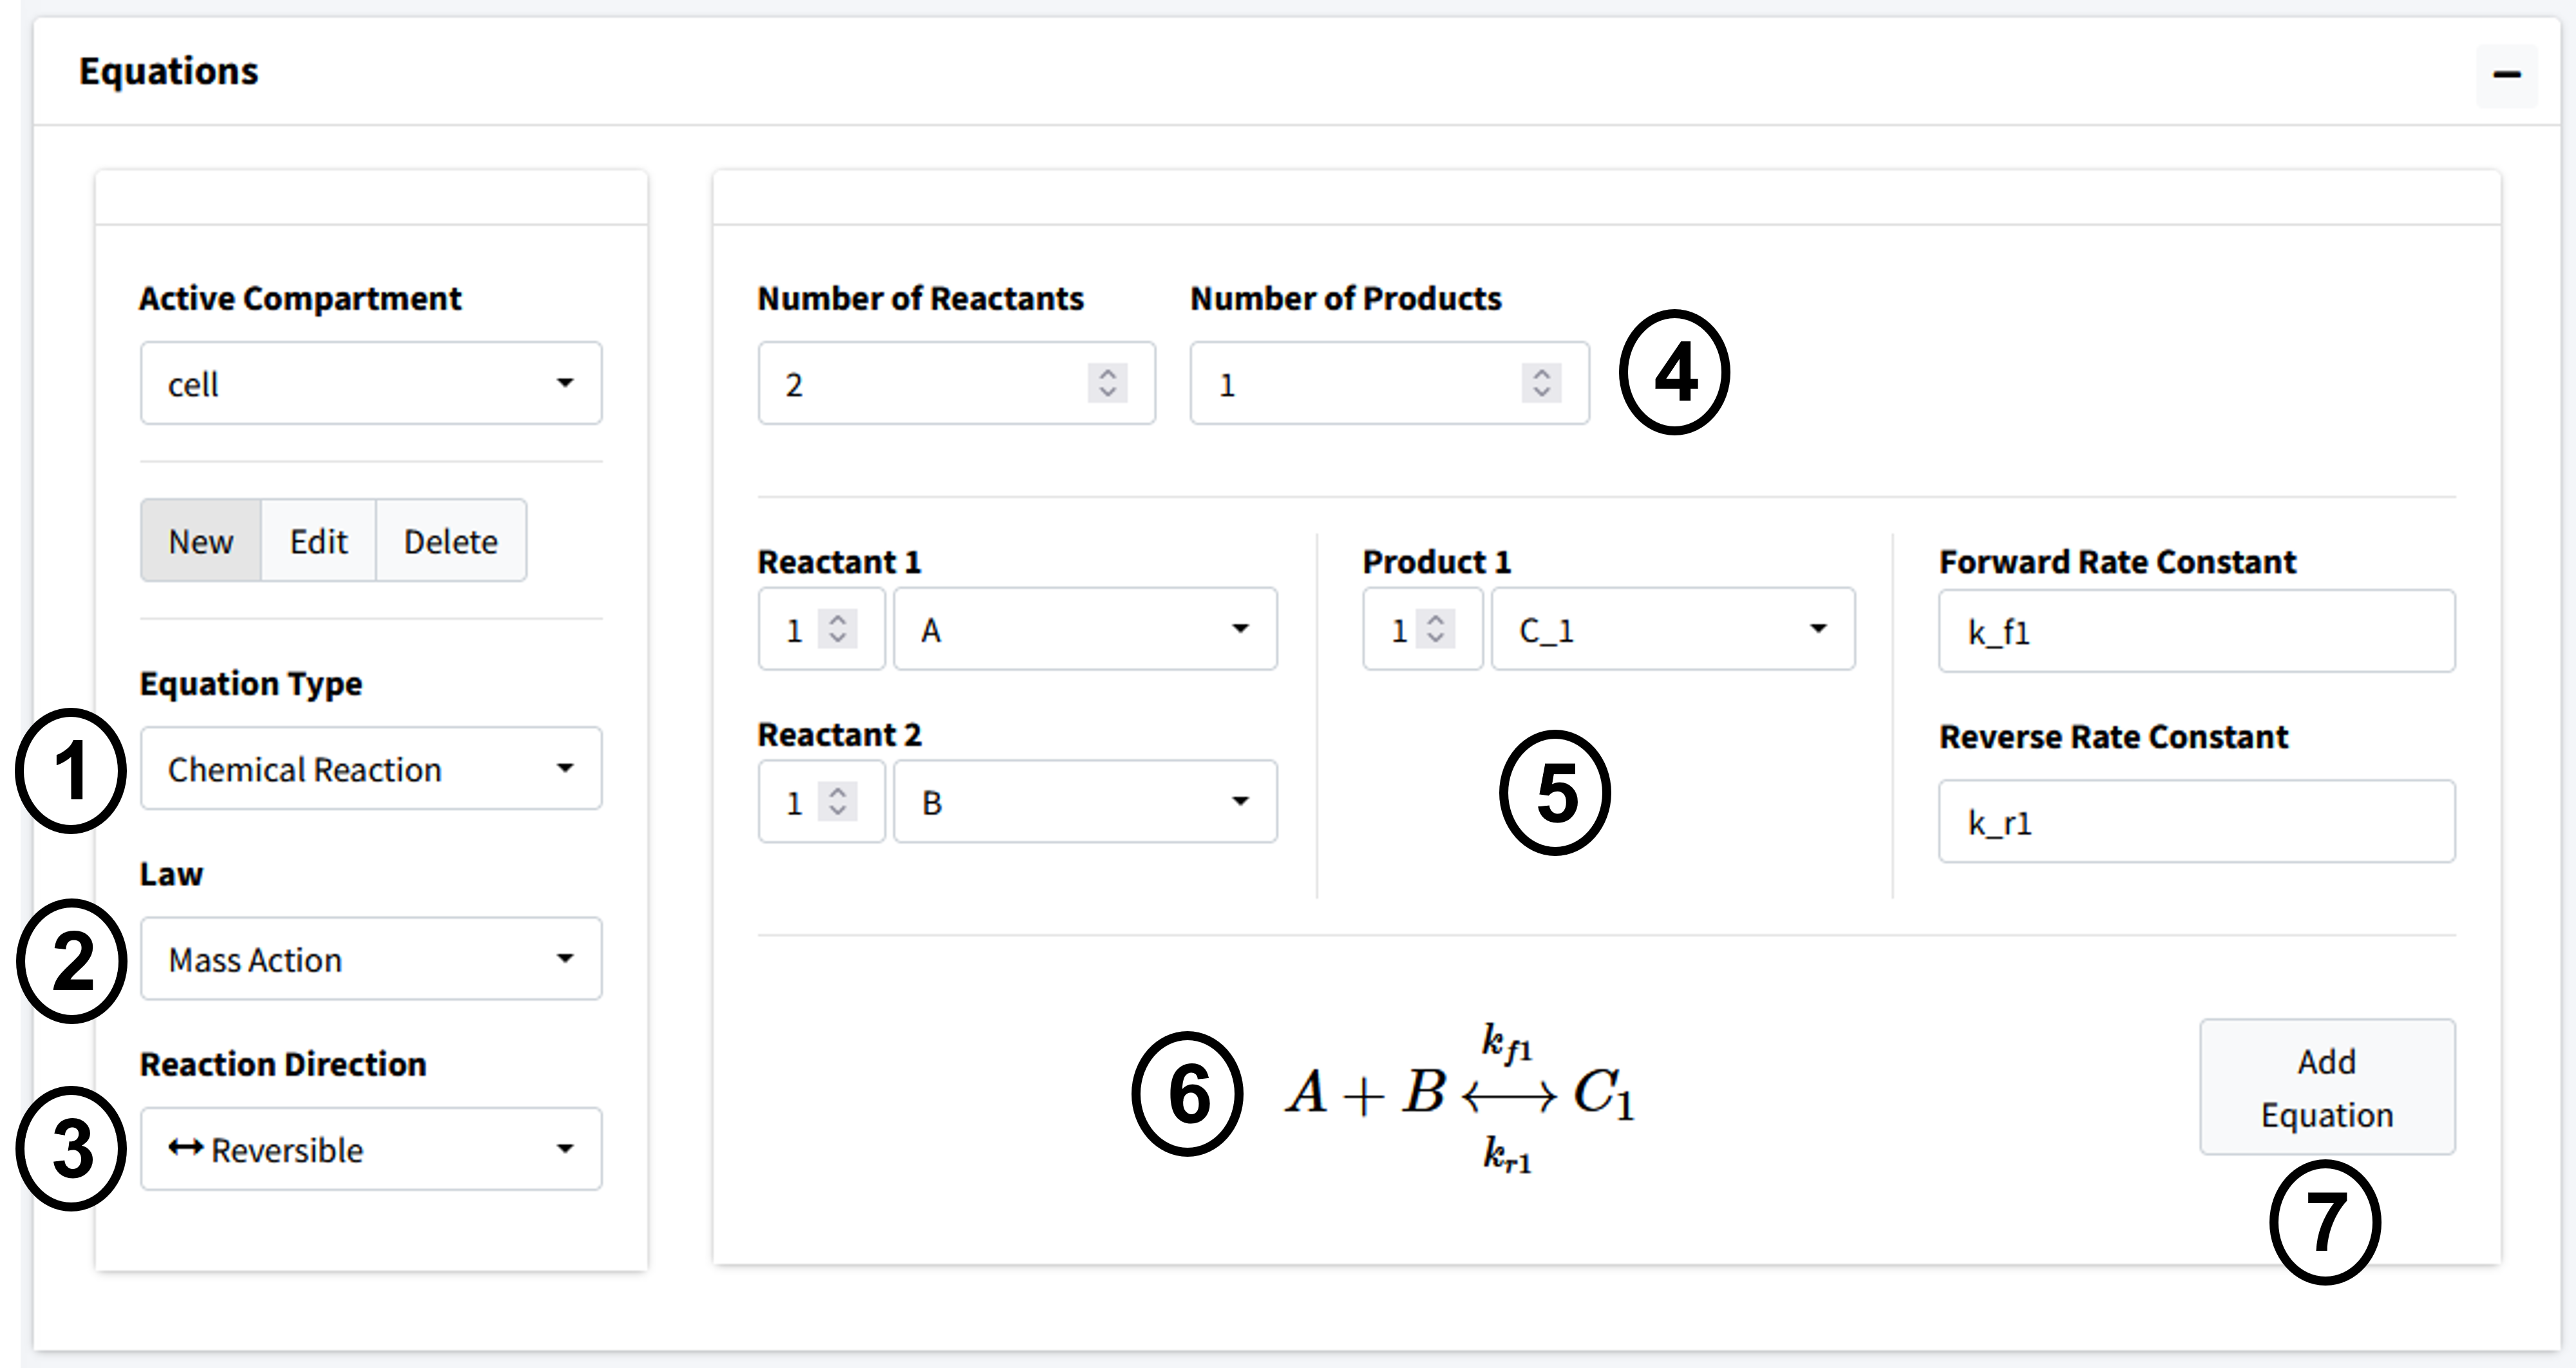 Equations
Active Compartment
cell
New Edit Delete
Equation Type
1 Chemical Reaction
Law
2 Mass Action
Reaction Direction
3 ↔ Reversible
Number of Reactants Number of Products
2 1 4
Reactant 1 Product 1 Forward Rate Constant
1 A 1 C_1 k_f1
Reactant 2 Reverse Rate Constant
1 B 5 k_r1
k_{f1}
6 A + B ⟷ C_1
k_{r1}
Add
Equation
7